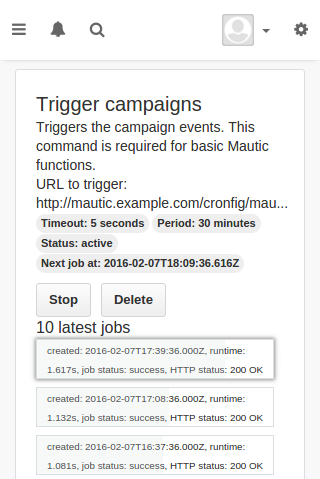 Trigger campaigns
Triggers the campaign events. This
command is required for basic Mautic
functions.
URL to trigger:
http://mautic.example.com/cronfig/mau...
Timeout: 5 seconds Period: 30 minutes
Status: active
Next job at: 2016-02-07T18:09:36.616Z
Stop Delete
10 latest jobs
created: 2016-02-07T17:39:36.000Z, runtime:
1.617s, job status: success, HTTP status: 200 OK
created: 2016-02-07T17:08:36.000Z, runtime:
1.132s, job status: success, HTTP status: 200 OK
created: 2016-02-07T16:37:36.000Z, runtime:
1.081s, job status: success, HTTP status: 200 OK